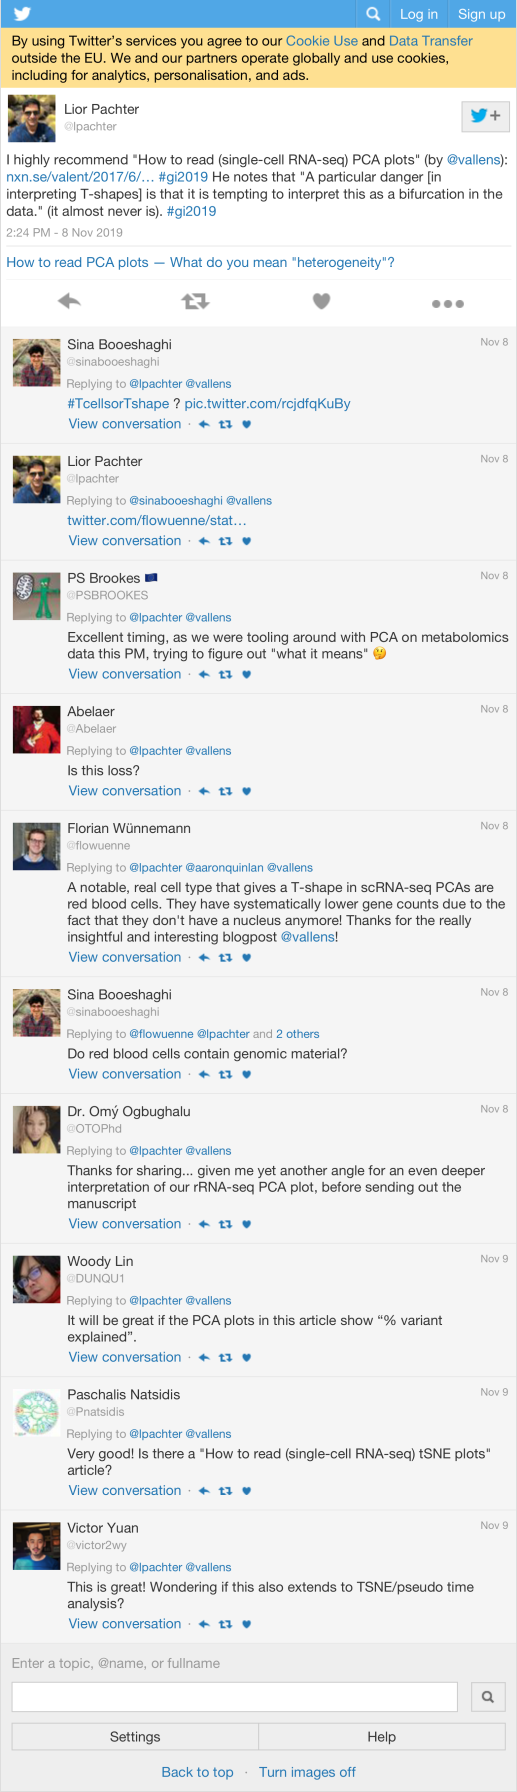 Log in Sign up
By using Twitter’s services you agree to our Cookie Use and Data Transfer
outside the EU. We and our partners operate globally and use cookies,
including for analytics, personalisation, and ads.
Lior Pachter
@lpachter
I highly recommend "How to read (single-cell RNA-seq) PCA plots" (by @vallens):
nxn.se/valent/2017/6/… #gi2019 He notes that "A particular danger [in
interpreting T-shapes] is that it is tempting to interpret this as a bifurcation in the
data." (it almost never is). #gi2019
2:24 PM - 8 Nov 2019
How to read PCA plots — What do you mean "heterogeneity"?
Sina Booeshaghi Nov 8
@sinabooeshaghi
Replying to @lpachter @vallens
#TcellsorTshape ? pic.twitter.com/rcjdfqKuBy
View conversation ·
Lior Pachter Nov 8
@lpachter
Replying to @sinabooeshaghi @vallens
twitter.com/flowuenne/stat…
View conversation ·
PS Brookes 🇪🇺 Nov 8
@PSBROOKES
Replying to @lpachter @vallens
Excellent timing, as we were tooling around with PCA on metabolomics
data this PM, trying to figure out "what it means" 🤔
View conversation ·
Abelaer Nov 8
@Abelaer
Replying to @lpachter @vallens
Is this loss?
View conversation ·
Florian Wünnemann Nov 8
@flowuenne
Replying to @lpachter @aaronquinlan @vallens
A notable, real cell type that gives a T-shape in scRNA-seq PCAs are
red blood cells. They have systematically lower gene counts due to the
fact that they don't have a nucleus anymore! Thanks for the really
insightful and interesting blogpost @vallens!
View conversation ·
Sina Booeshaghi Nov 8
@sinabooeshaghi
Replying to @flowuenne @lpachter and 2 others
Do red blood cells contain genomic material?
View conversation ·
Dr. Omý Ogbughalu Nov 8
@OTOPhd
Replying to @lpachter @vallens
Thanks for sharing... given me yet another angle for an even deeper
interpretation of our rRNA-seq PCA plot, before sending out the
manuscript
View conversation ·
Woody Lin Nov 9
@DUNQU1
Replying to @lpachter @vallens
It will be great if the PCA plots in this article show “% variant
explained”.
View conversation ·
Paschalis Natsidis Nov 9
@Pnatsidis
Replying to @lpachter @vallens
Very good! Is there a "How to read (single-cell RNA-seq) tSNE plots"
article?
View conversation ·
Victor Yuan Nov 9
@victor2wy
Replying to @lpachter @vallens
This is great! Wondering if this also extends to TSNE/pseudo time
analysis?
View conversation ·
Enter a topic, @name, or fullname
Settings Help
Back to top · Turn images off